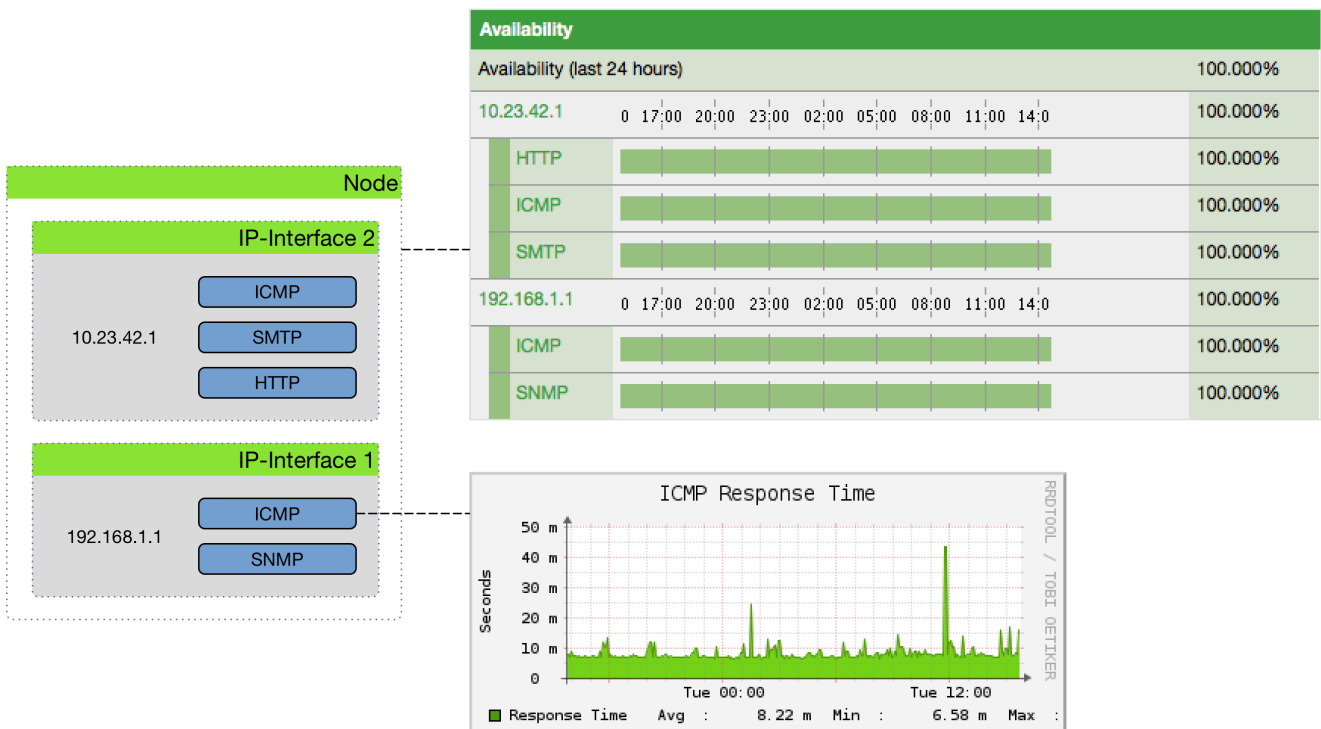 Availability
Availability (last 24 hours) 100.000%
10.23.42.1 0 17:00 20:00 23:00 02:00 05:00 08:00 11:00 14:0 100.000%
HTTP 100.000%
ICMP 100.000%
SMTP 100.000%
192.168.1.1 0 17:00 20:00 23:00 02:00 05:00 08:00 11:00 14:0 100.000%
ICMP 100.000%
SNMP 100.000%
Node
IP-Interface 2
10.23.42.1
ICMP
SMTP
HTTP
IP-Interface 1
192.168.1.1
ICMP
SNMP
ICMP Response Time
RRDTOOL / TOBI OETIKER
Seconds
50 m
40 m
30 m
20 m
10 m
0
Tue 00:00 Tue 12:00
Response Time Avg : 8.22 m Min : 6.58 m Max :